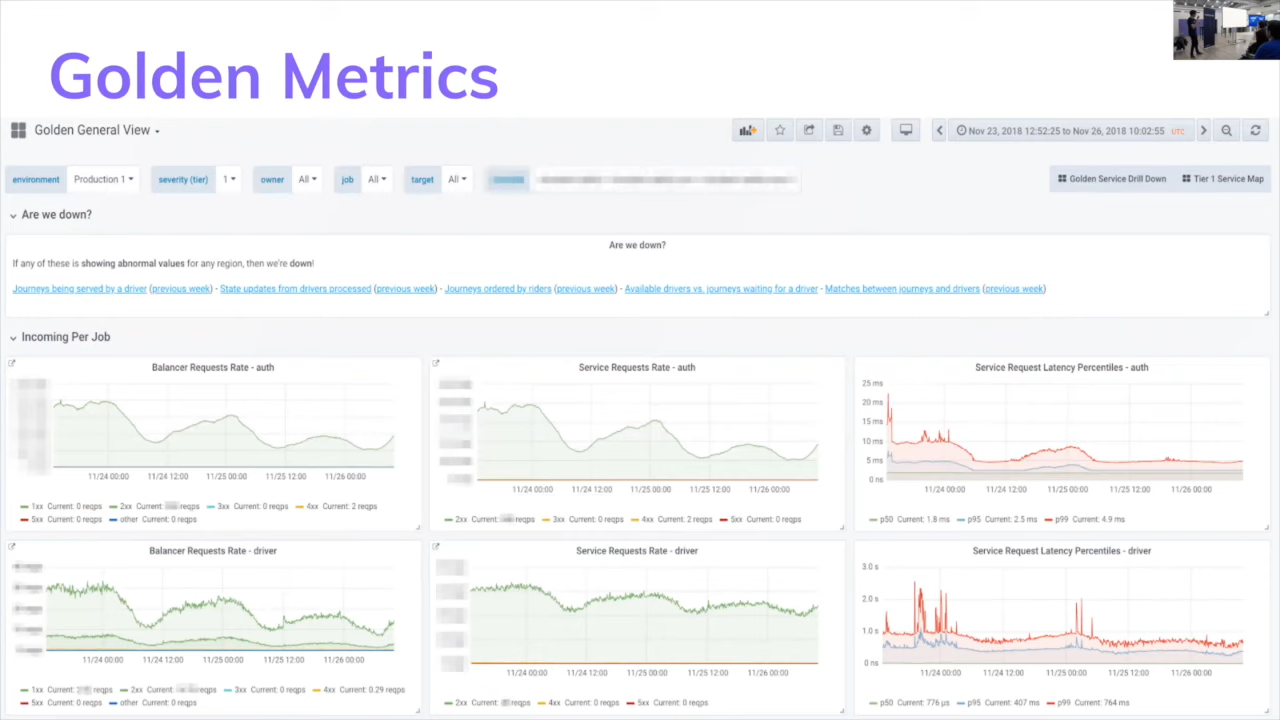 Golden Metrics
Golden General View
Nov 23, 2018 12:52:25 to Nov 26, 2018 10:02:55 UTC
environment Production 1 severity (tier) 1 owner All job All target All
Golden Service Drill Down Tier 1 Service Map
Are we down?
Are we down?
If any of these is showing abnormal values for any region, then we're down!
Journeys being served by a driver (previous week) - State updates from drivers processed (previous week) - Journeys ordered by riders (previous week) - Available drivers vs. journeys waiting for a driver - Matches between journeys and drivers (previous week)
Incoming Per Job
Balancer Requests Rate - auth
11/24 00:00 11/24 12:00 11/25 00:00 11/25 12:00 11/26 00:00
1xx Current: 0 reqps 2xx Current: reqps 3xx Current: 0 reqps 4xx Current: 2 reqps
5xx Current: 0 reqps other Current: 0 reqps
Service Requests Rate - auth
11/24 00:00 11/24 12:00 11/25 00:00 11/25 12:00 11/26 00:00
2xx Current: reqps 3xx Current: 0 reqps 4xx Current: 2 reqps 5xx Current: 0 reqps
Service Request Latency Percentiles - auth
25 ms
20 ms
15 ms
10 ms
5 ms
0 ns
11/24 00:00 11/24 12:00 11/25 00:00 11/25 12:00 11/26 00:00
p50 Current: 1.8 ms p95 Current: 2.5 ms p99 Current: 4.9 ms
Balancer Requests Rate - driver
11/24 00:00 11/24 12:00 11/25 00:00 11/25 12:00 11/26 00:00
1xx Current: reqps 2xx Current: reqps 3xx Current: 0 reqps 4xx Current: 0.29 reqps
5xx Current: 0 reqps other Current: 0 reqps
Service Requests Rate - driver
11/24 00:00 11/24 12:00 11/25 00:00 11/25 12:00 11/26 00:00
2xx Current: reqps 4xx Current: 0 reqps 5xx Current: 0 reqps
Service Request Latency Percentiles - driver
3.0 s
2.0 s
1.0 s
0 ns
11/24 00:00 11/24 12:00 11/25 00:00 11/25 12:00 11/26 00:00
p50 Current: 776 µs p95 Current: 407 ms p99 Current: 764 ms